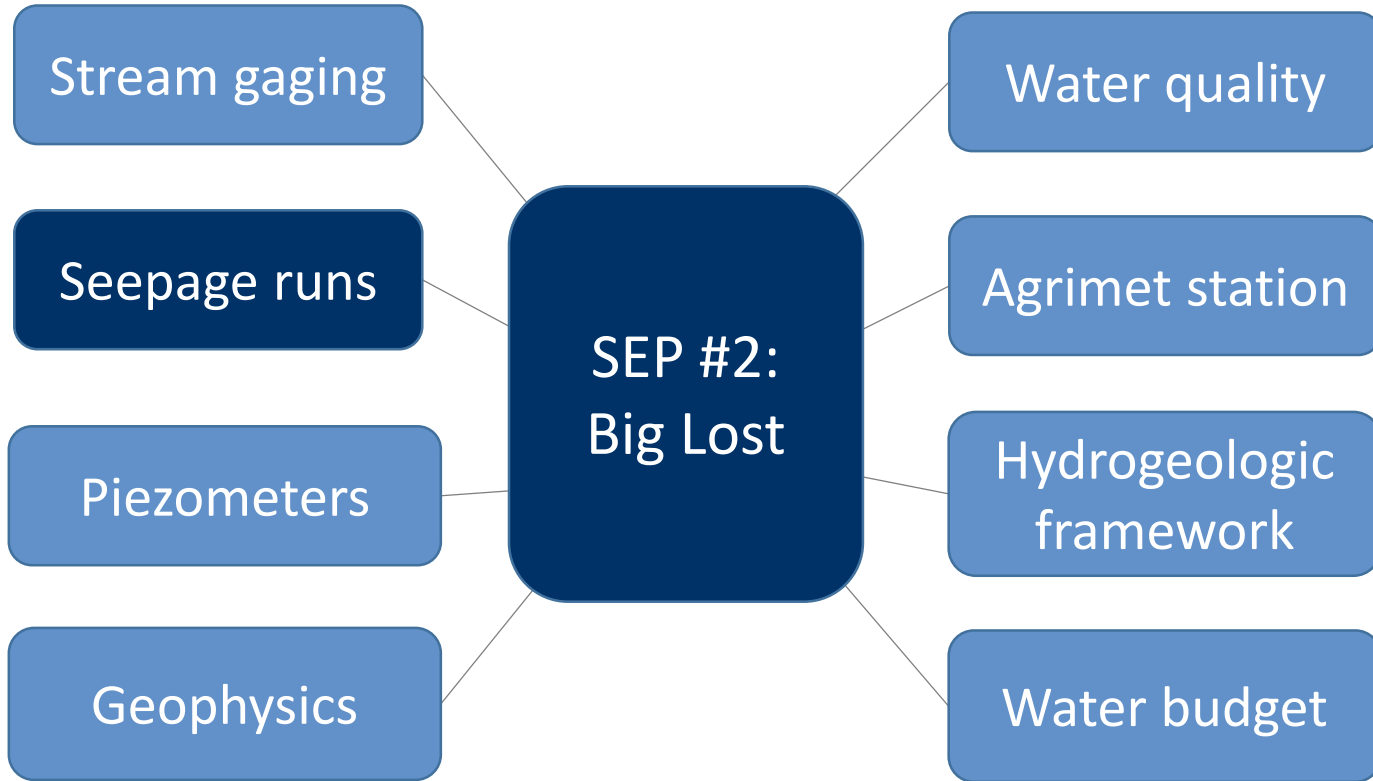 Stream gaging
Seepage runs
Piezometers
Geophysics
SEP #2:
Big Lost
Water quality
Agrimet station
Hydrogeologic
framework
Water budget